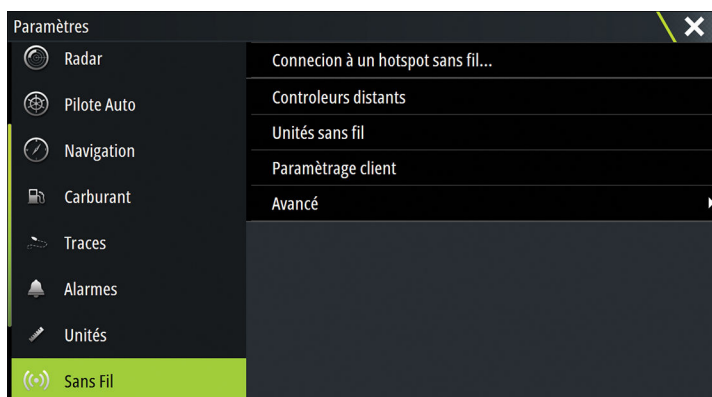 Paramètres
Radar
Pilote Auto
Navigation
Carburant
Traces
Alarmes
Unités
Sans Fil
Connecion à un hotspot sans fil...
Controleurs distants
Unités sans fil
Paramètrage client
Avancé